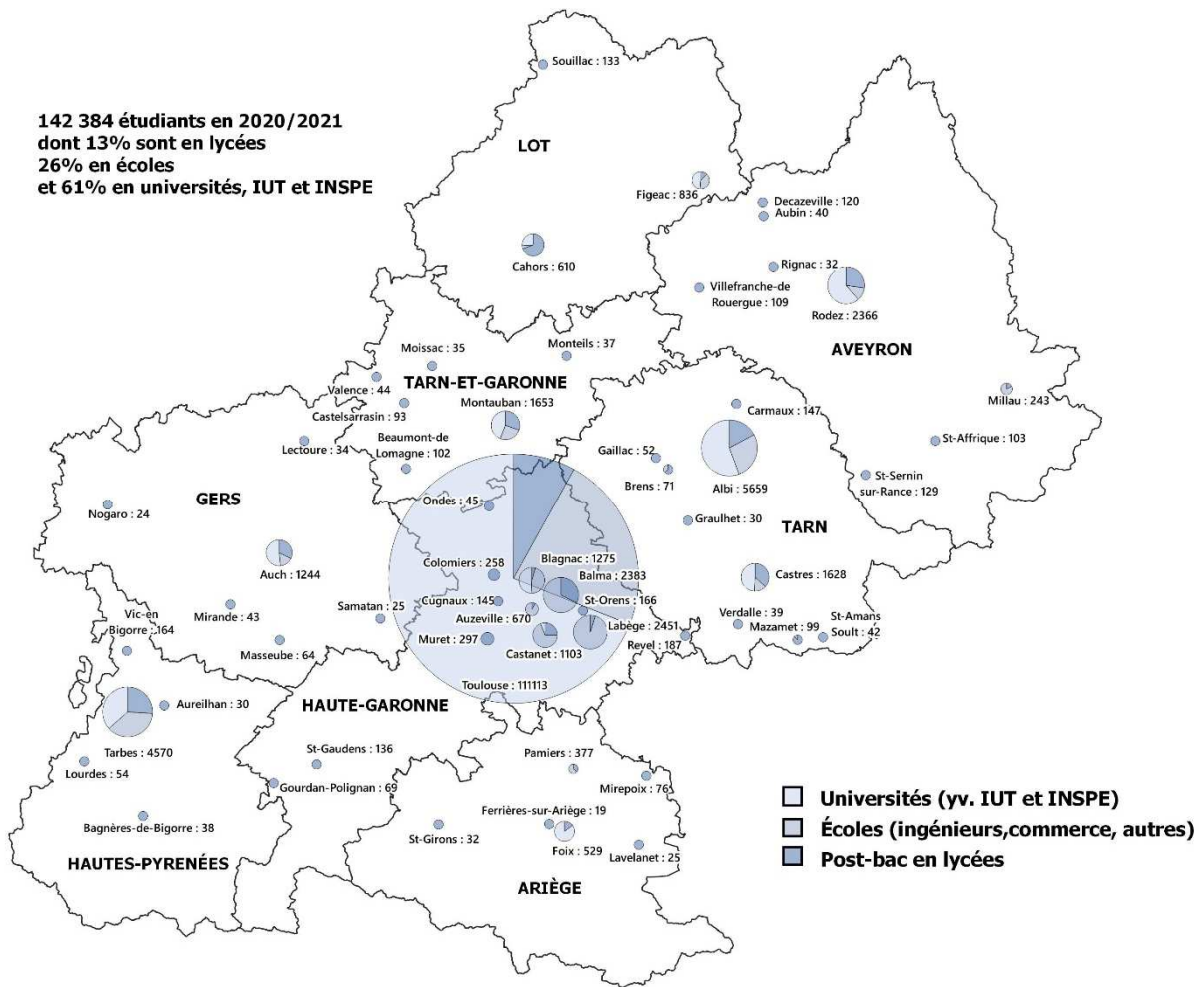 142 384 étudiants en 2020/2021
dont 13% sont en lycées
26% en écoles
et 61% en universités, IUT et INSPE
Souillac : 133
LOT
Figeac : 836
Cahors : 610
Decazeville : 120
Aubin : 40
Rignac : 32
Villefranche-de
Rouergue : 109
Rodez : 2366
AVEYRON
Millau : 243
St-Affrique : 103
St-Sernin
sur-Rance : 129
Moissac : 35
Monteils : 37
Valence : 44
TARN-ET-GARONNE
Castelsarrasin : 93
Montauban : 1653
Beaumont-de
Lomagne : 102
Lectoure : 34
GERS
Nogaro : 24
Auch : 1244
Mirande : 43
Samatan : 25
Masseube : 64
Carmaux : 147
Gaillac : 52
Brens : 71
Albi : 5659
Graulhet : 30
TARN
Castres : 1628
Verdalle : 39
Mazamet : 99
St-Amans
Soult : 42
Revel : 187
Ondes : 45
Blagnac : 1275
Colomiers : 258
Balma : 2383
Cugnaux : 145
St-Orens : 166
Auzeville : 670
Labège : 2451
Muret : 297
Castanet : 1103
Toulouse : 111113
HAUTE-GARONNE
St-Gaudens : 136
Gourdan-Polignan : 69
Vic-en
Bigorre : 164
Aureilhan : 30
Tarbes : 4570
Lourdes : 54
Bagnères-de-Bigorre : 38
HAUTES-PYRENÉES
Pamiers : 377
Mirepoix : 76
Ferrières-sur-Ariège : 19
St-Girons : 32
Foix : 529
Lavelanet : 25
ARIÈGE
Universités (yv. IUT et INSPE)
Écoles (ingénieurs,commerce, autres)
Post-bac en lycées